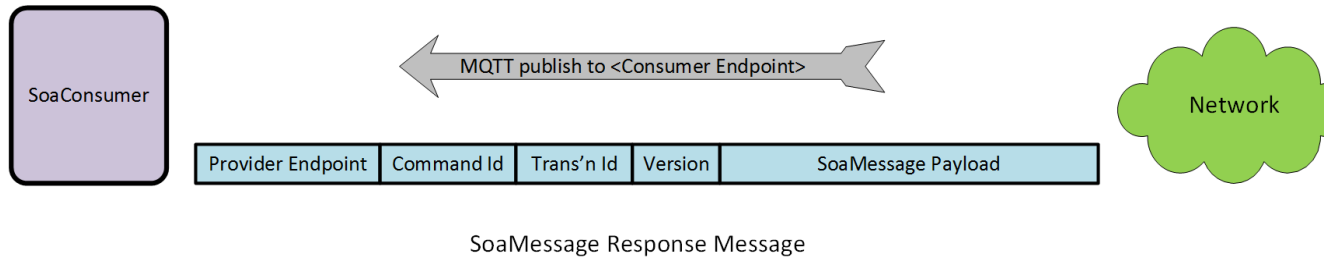 SoaConsumer
MQTT publish to <Consumer Endpoint>
Network
Provider Endpoint Command Id Trans’n Id Version SoaMessage Payload
SoaMessage Response Message